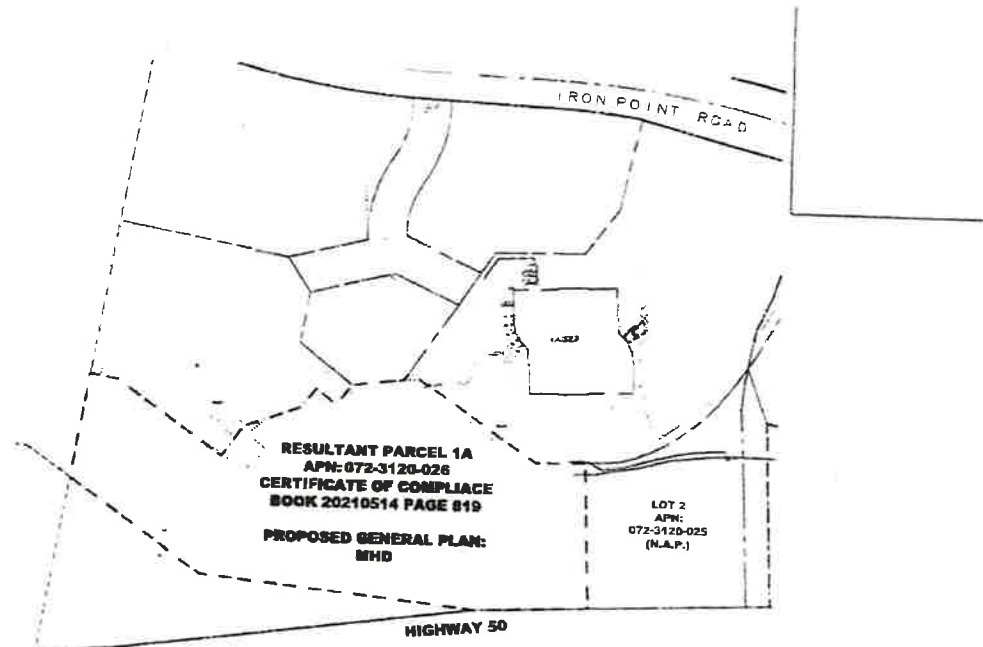 IRON POINT ROAD
RESULTANT PARCEL 1A
APN: 072-3120-026
CERTIFICATE OF COMPLIACE
BOOK 20210514 PAGE 819
PROPOSED GENERAL PLAN:
MHD
LOT 2
APN:
072-3120-025
(N.A.P.)
HIGHWAY 50